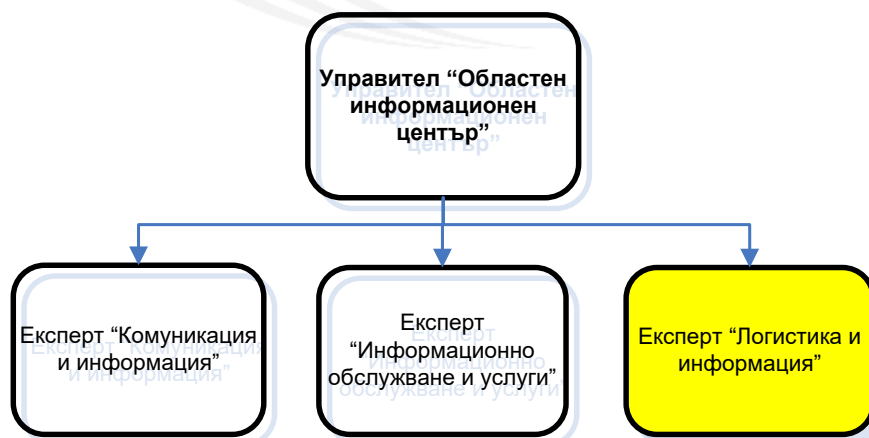 Управител “Областен
информационен
център”
Експерт “Комуникация
и информация”
Експерт
“Информационно
обслужване и услуги”
Експерт “Логистика и
информация”